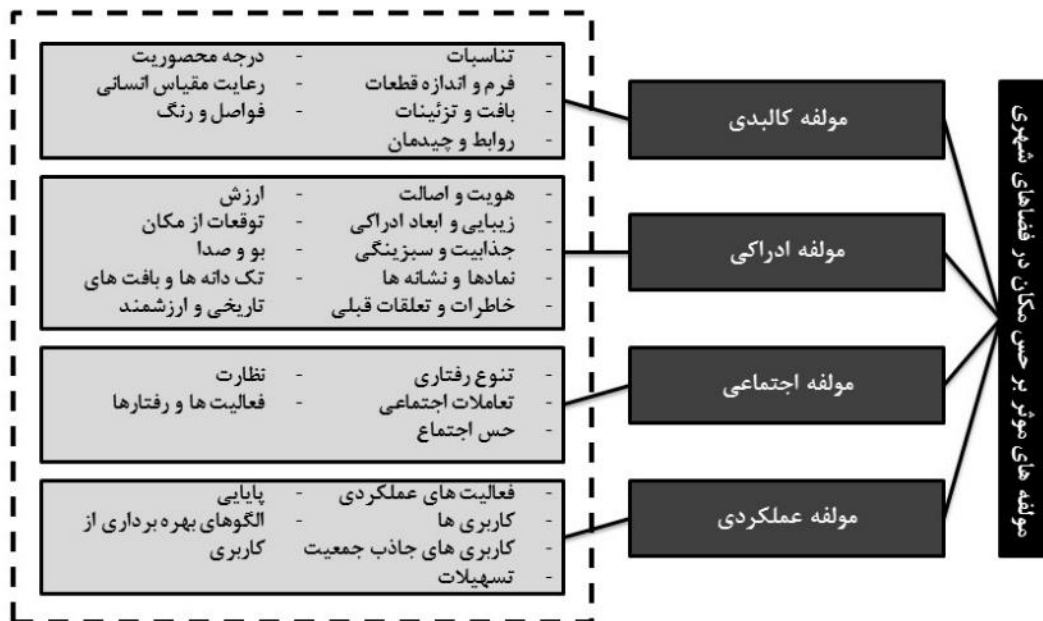 مولفه های موثر بر حس مکان در فضاهای شهری
مولفه کالبدی
- تناسبات
- فرم و اندازه قطعات
- بافت و تزئینات
- روابط و چیدمان
- درجه محصوریت
- رعایت مقیاس انسانی
- فواصل و رنگ
مولفه ادراکی
- هویت و اصالت
- زیبایی و ابعاد ادراکی
- جذابیت و سبزینگی
- نمادها و نشانه ها
- خاطرات و تعلقات قبلی
- ارزش
- توقعات از مکان
- بو و صدا
- تک دانه ها و بافت های
تاریخی و ارزشمند
مولفه اجتماعی
- تنوع رفتاری
- تعاملات اجتماعی
- حس اجتماع
- نظارت
- فعالیت ها و رفتارها
مولفه عملکردی
- فعالیت های عملکردی
- کاربری ها
- کاربری های جاذب جمعیت
- تسهیلات
- پایایی
- الگوهای بهره برداری از
کاربری